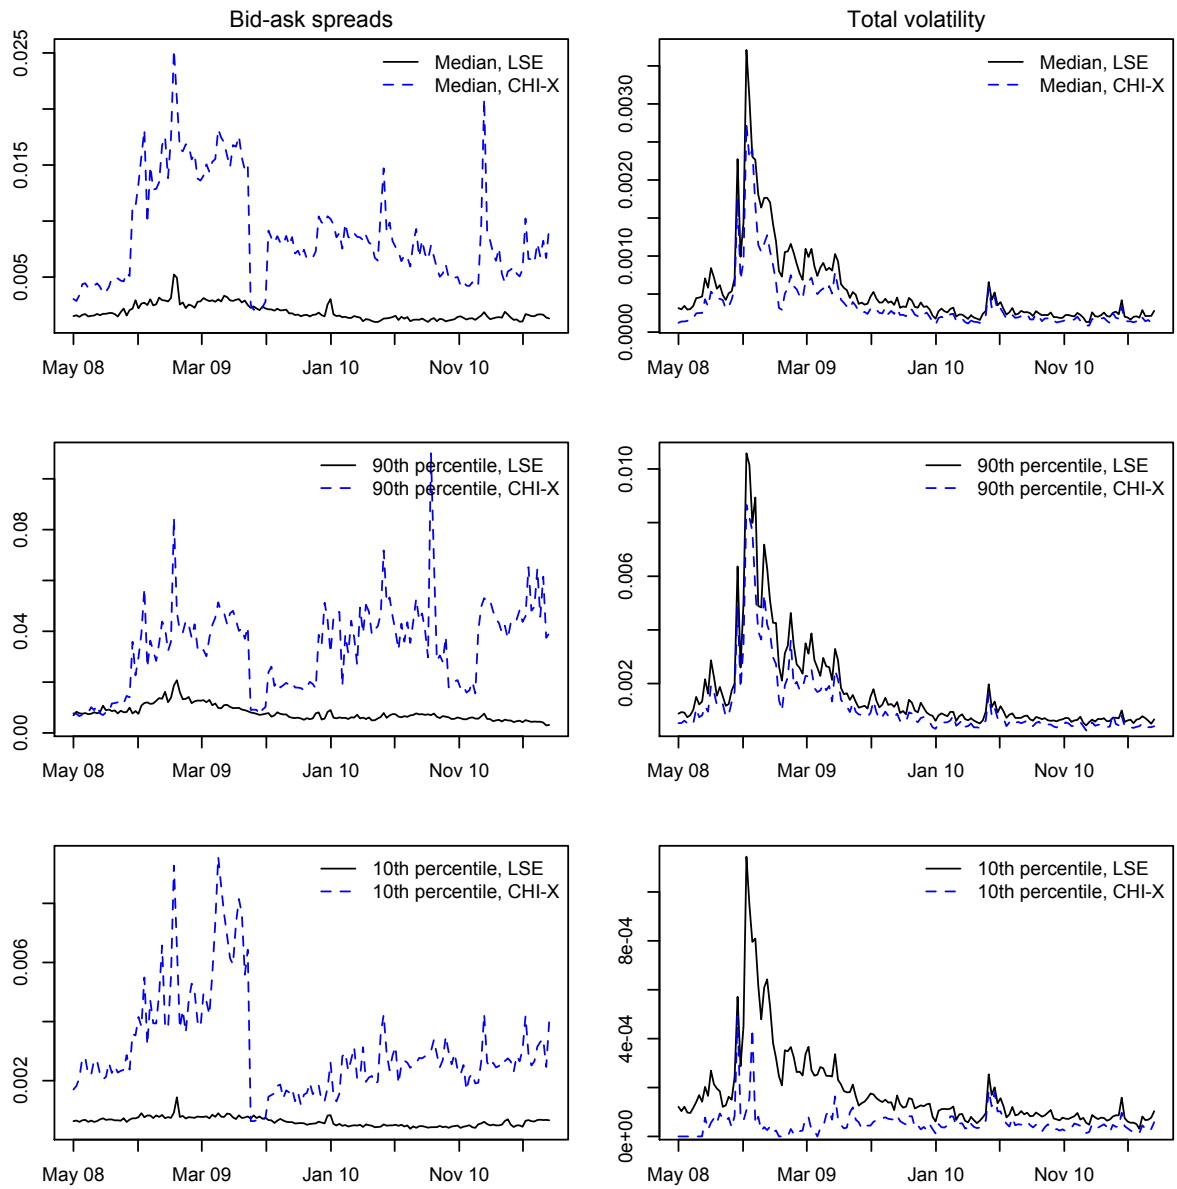 Bid-ask spreads
Median, LSE
Median, CHI-X
0.025
0.015
0.005
May 08 Mar 09 Jan 10 Nov 10
Total volatility
Median, LSE
Median, CHI-X
0.0030
0.0020
0.0010
0.0000
May 08 Mar 09 Jan 10 Nov 10
90th percentile, LSE
90th percentile, CHI-X
0.08
0.04
0.00
May 08 Mar 09 Jan 10 Nov 10
90th percentile, LSE
90th percentile, CHI-X
0.010
0.006
0.002
May 08 Mar 09 Jan 10 Nov 10
10th percentile, LSE
10th percentile, CHI-X
0.006
0.002
May 08 Mar 09 Jan 10 Nov 10
10th percentile, LSE
10th percentile, CHI-X
8e-04
4e-04
0e+00
May 08 Mar 09 Jan 10 Nov 10